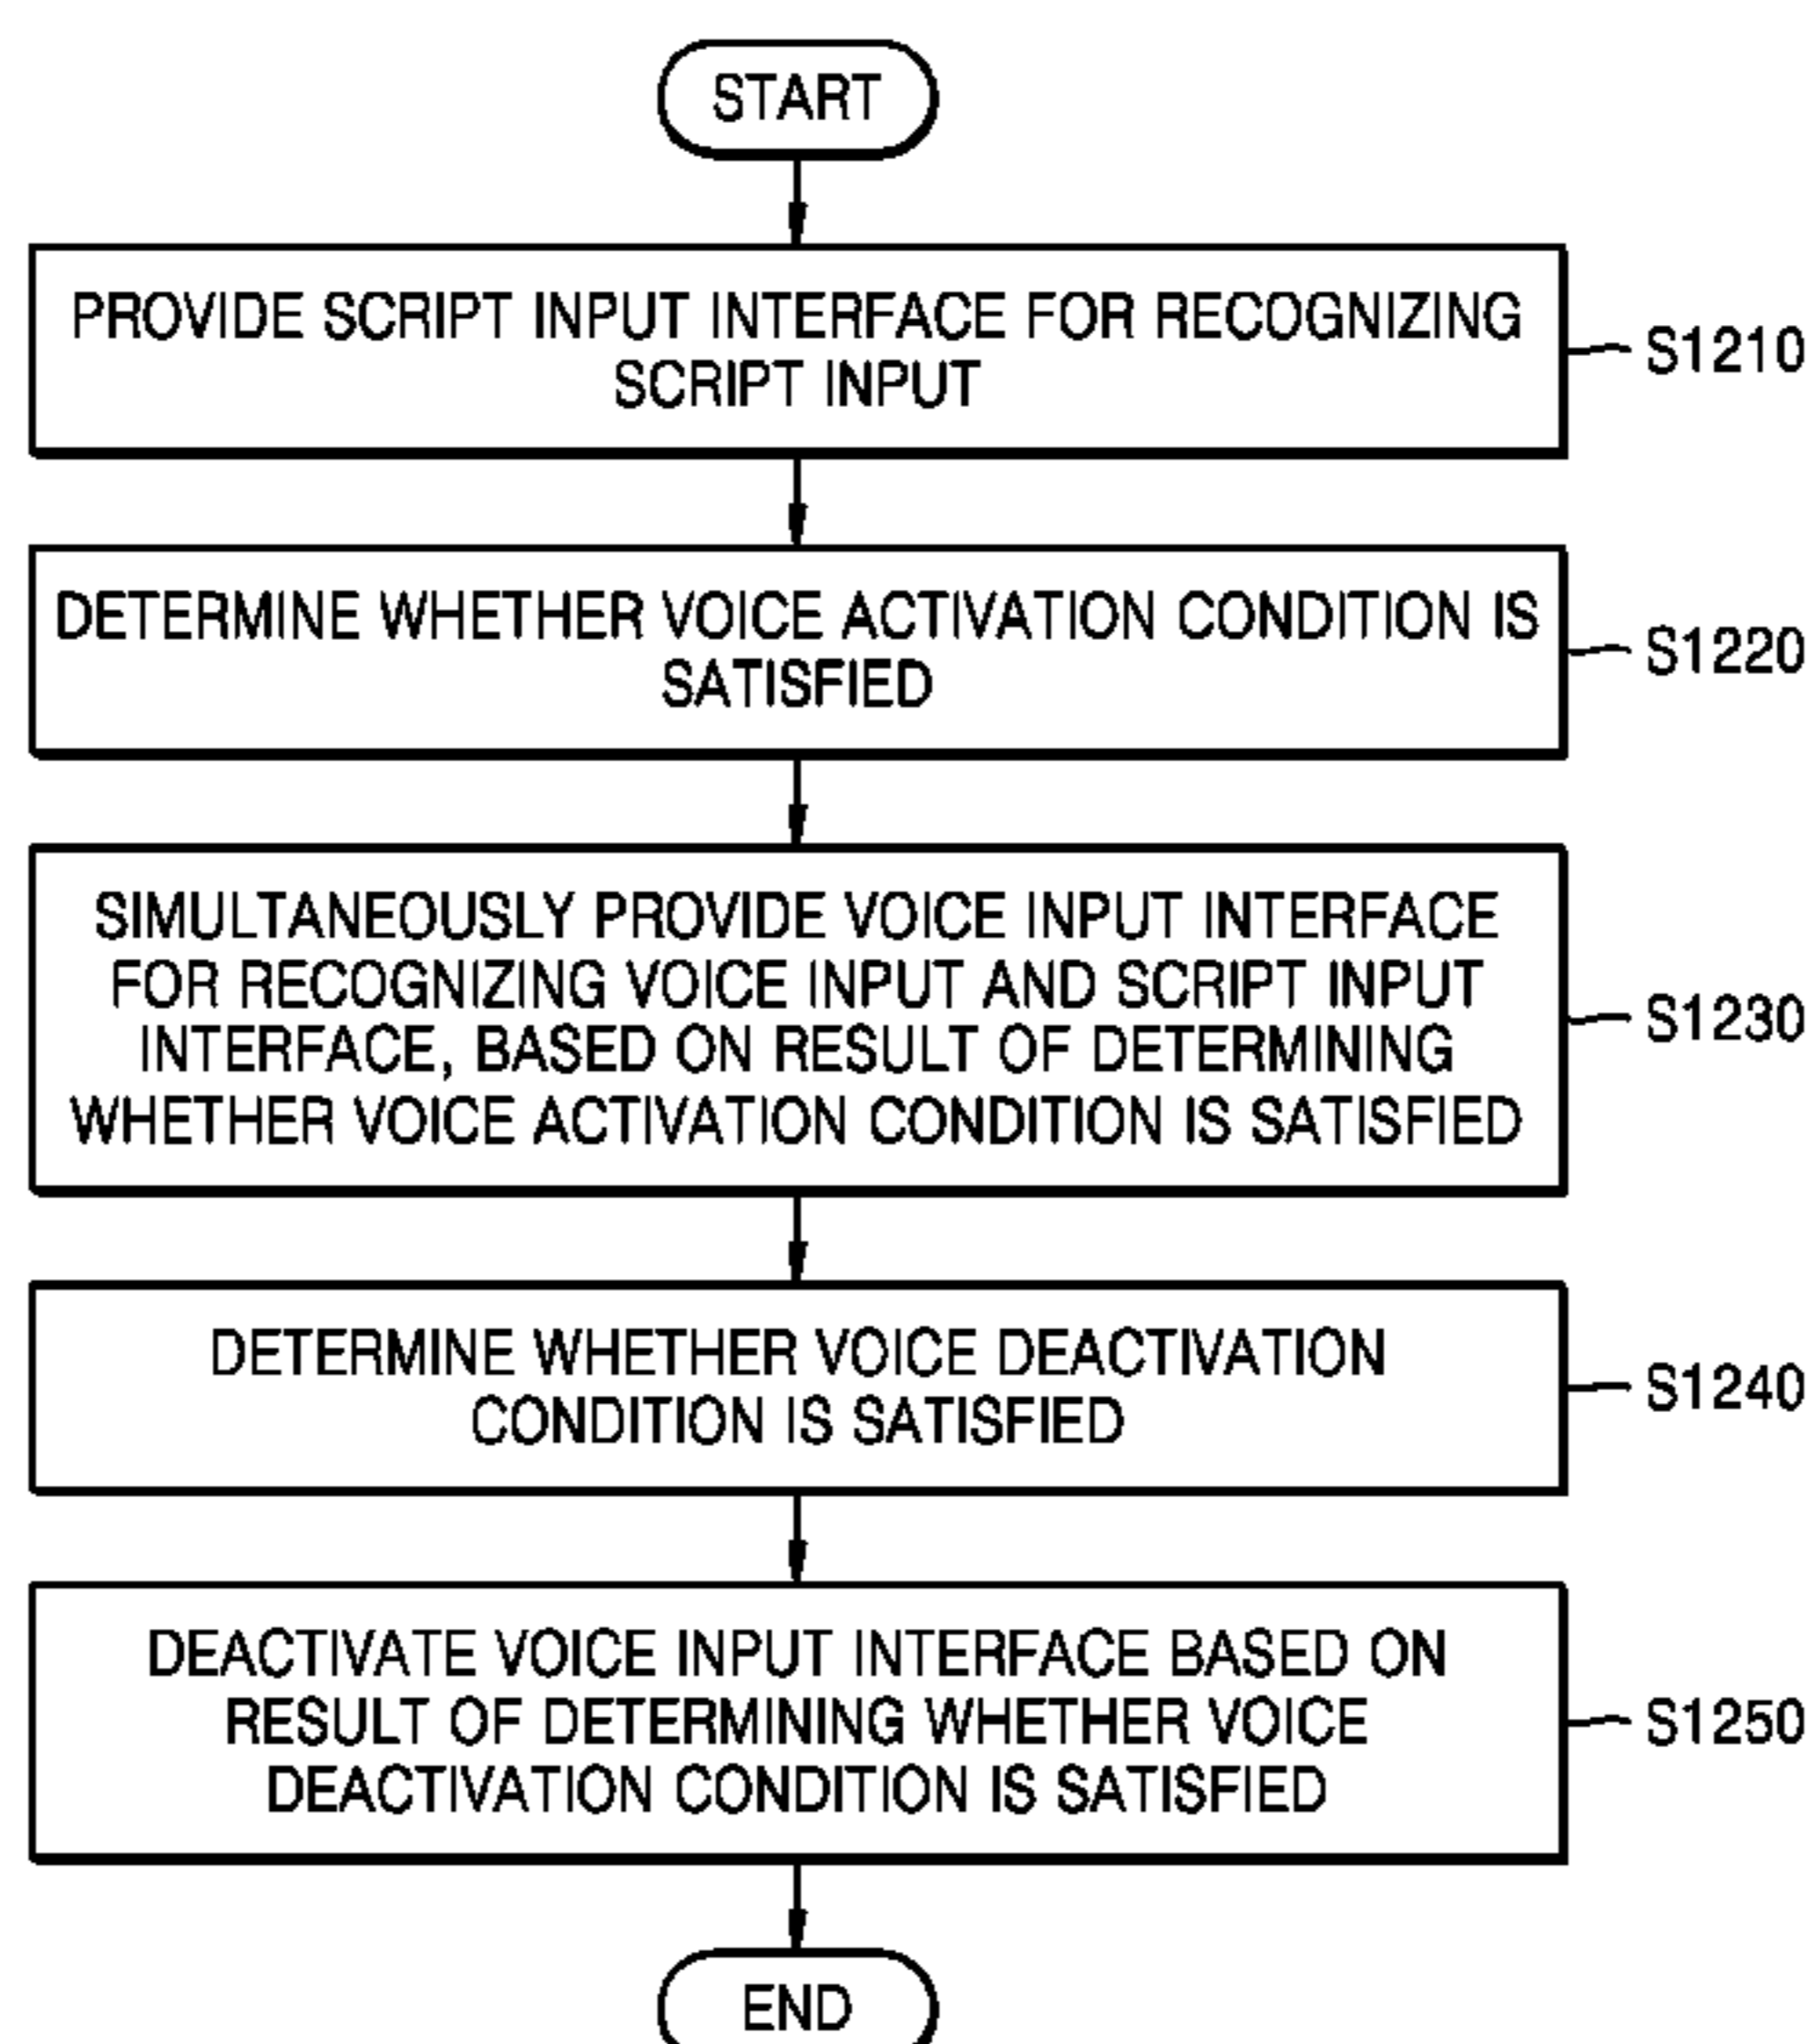 START
PROVIDE SCRIPT INPUT INTERFACE FOR RECOGNIZING
SCRIPT INPUT
S1210
DETERMINE WHETHER VOICE ACTIVATION CONDITION IS
SATISFIED
S1220
SIMULTANEOUSLY PROVIDE VOICE INPUT INTERFACE
FOR RECOGNIZING VOICE INPUT AND SCRIPT INPUT
INTERFACE, BASED ON RESULT OF DETERMINING
WHETHER VOICE ACTIVATION CONDITION IS SATISFIED
S1230
DETERMINE WHETHER VOICE DEACTIVATION
CONDITION IS SATISFIED
S1240
DEACTIVATE VOICE INPUT INTERFACE BASED ON
RESULT OF DETERMINING WHETHER VOICE
DEACTIVATION CONDITION IS SATISFIED
S1250
END